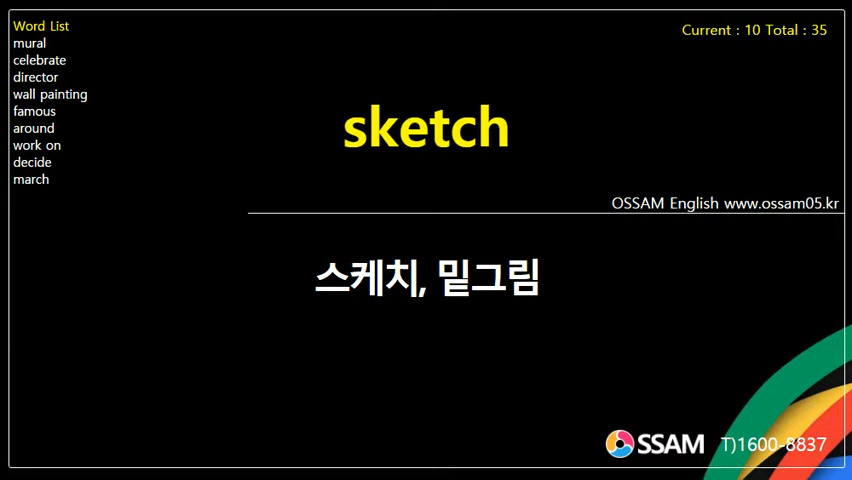 Word List
mural
celebrate
director
wall painting
famous
around
work on
decide
march
Current : 10 Total : 35
sketch
OSSAM English www.ossam05.kr
스케치, 밑그림
OSSAM T)1600-8837